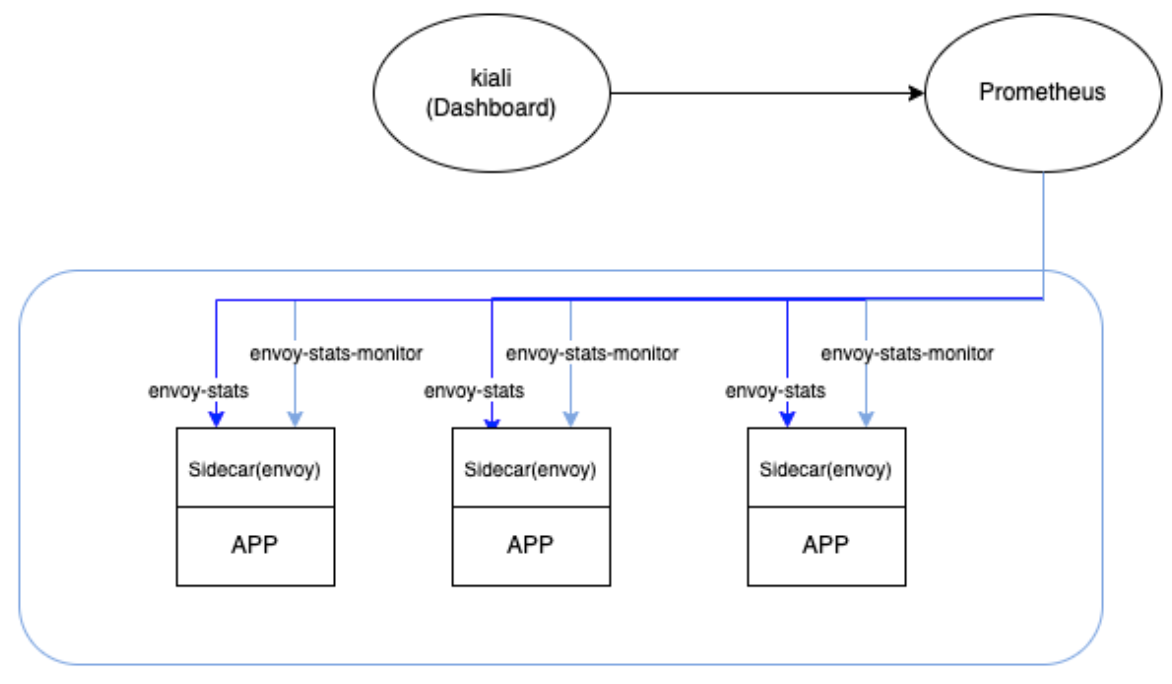 kiali
(Dashboard)
Prometheus
envoy-stats-monitor
envoy-stats-monitor
envoy-stats-monitor
envoy-stats
envoy-stats
envoy-stats
Sidecar(envoy)
Sidecar(envoy)
Sidecar(envoy)
APP
APP
APP